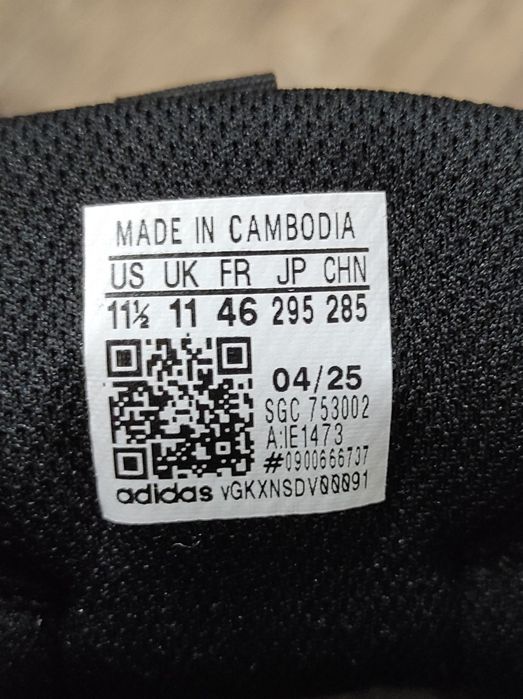 MADE IN CAMBODIA
US UK FR JP CHN
11½ 11 46 295 285
04/25
SGC 753002
A:IE1473
#0900666737
adidas VGKXNSDV00091